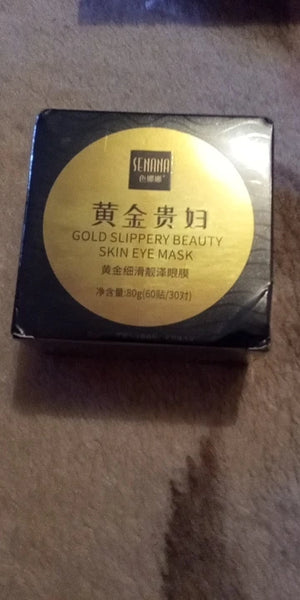 SENANA
色娜娜
黄金贵妇
GOLD SLIPPERY BEAUTY
SKIN EYE MASK
黄金细滑靓泽眼膜
净含量:80g(60贴/30对)